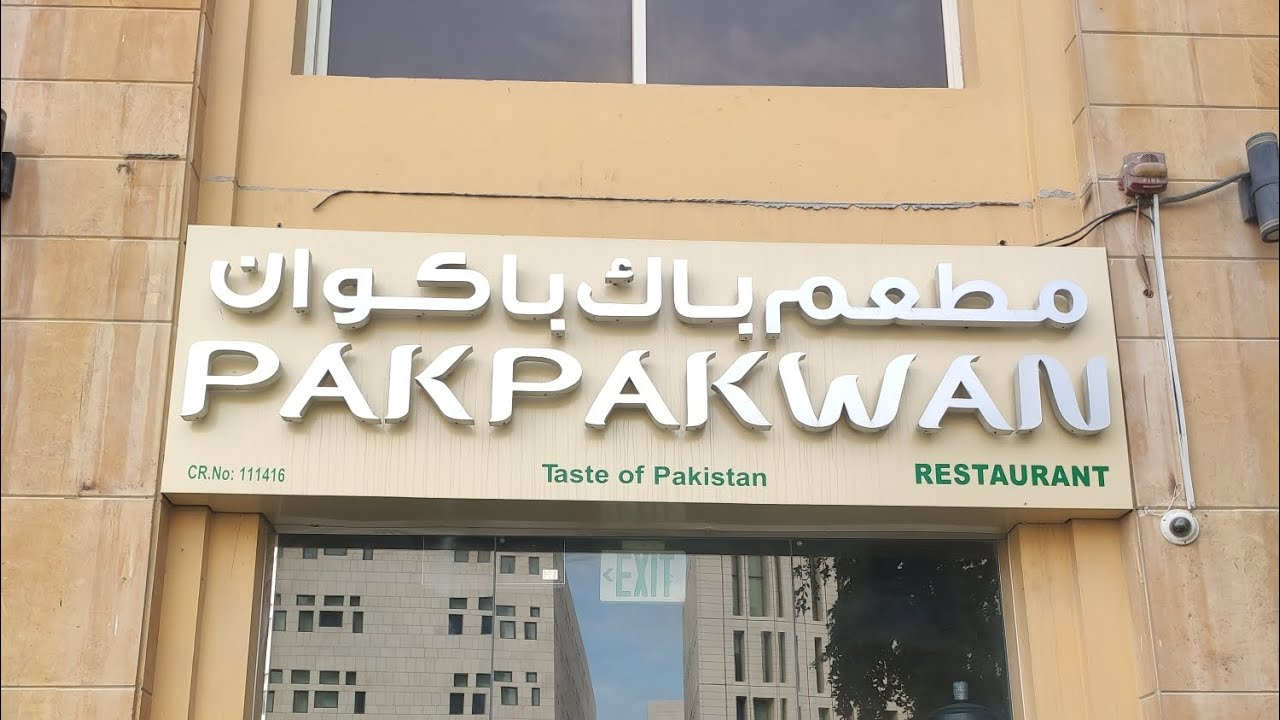 مطعم باك باكوان
PAKPAKWAN
CR.No: 111416 Taste of Pakistan RESTAURANT
<EXIT